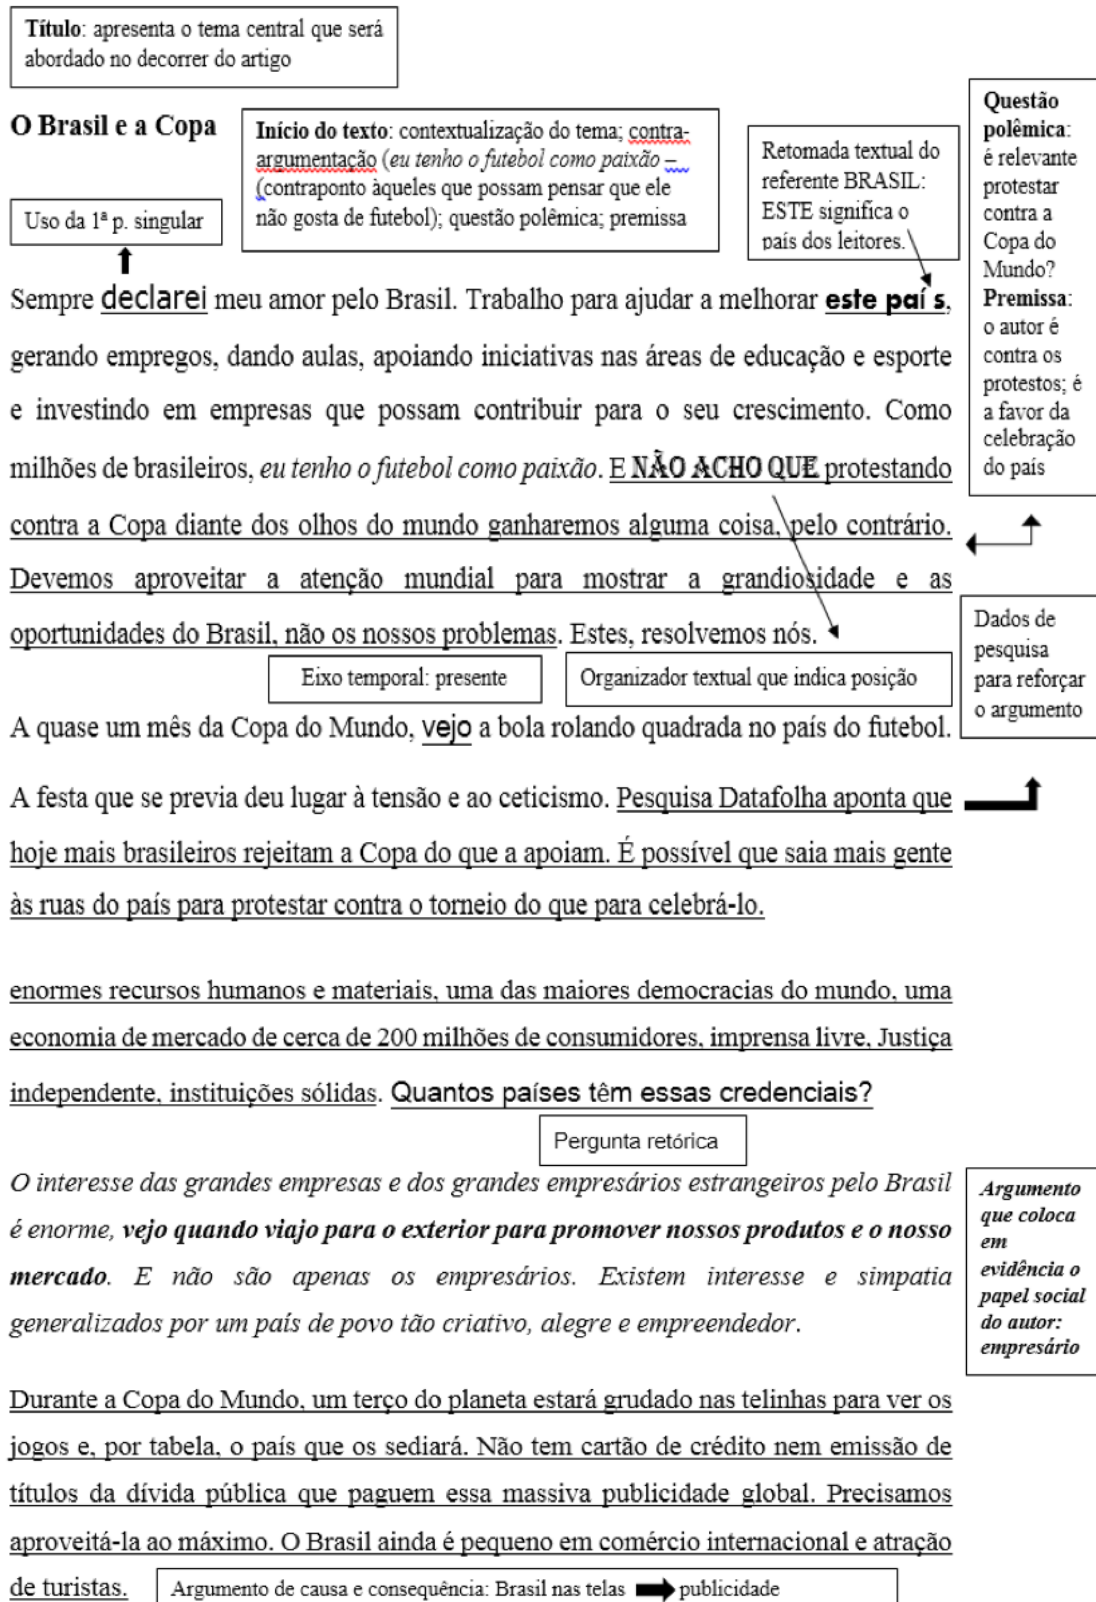 Título: apresenta o tema central que será
abordado no decorrer do artigo
O Brasil e a Copa
Início do texto: contextualização do tema; contra-
argumentação (eu tenho o futebol como paixão –
(contraponto àqueles que possam pensar que ele
não gosta de futebol); questão polêmica; premissa
Retomada textual do
referente BRASIL:
ESTE significa o
país dos leitores.
Questão
polêmica:
é relevante
protestar
contra a
Copa do
Mundo?
Premissa:
o autor é
contra os
protestos; é
a favor da
celebração
do país
Uso da 1ª p. singular
Sempre declarei meu amor pelo Brasil. Trabalho para ajudar a melhorar este paí s,
gerando empregos, dando aulas, apoiando iniciativas nas áreas de educação e esporte
e investindo em empresas que possam contribuir para o seu crescimento. Como
milhões de brasileiros, eu tenho o futebol como paixão. E NÃO ACHO QUE protestando
contra a Copa diante dos olhos do mundo ganharemos alguma coisa, pelo contrário.
Devemos aproveitar a atenção mundial para mostrar a grandiosidade e as
oportunidades do Brasil, não os nossos problemas. Estes, resolvemos nós.
Eixo temporal: presente
Organizador textual que indica posição
Dados de
pesquisa
para reforçar
o argumento
A quase um mês da Copa do Mundo, vejo a bola rolando quadrada no país do futebol.
A festa que se previa deu lugar à tensão e ao ceticismo. Pesquisa Datafolha aponta que
hoje mais brasileiros rejeitam a Copa do que a apoiam. É possível que saia mais gente
às ruas do país para protestar contra o torneio do que para celebrá-lo.
enormes recursos humanos e materiais, uma das maiores democracias do mundo, uma
economia de mercado de cerca de 200 milhões de consumidores, imprensa livre, Justiça
independente, instituições sólidas. Quantos países têm essas credenciais?
Pergunta retórica
O interesse das grandes empresas e dos grandes empresários estrangeiros pelo Brasil
é enorme, vejo quando viajo para o exterior para promover nossos produtos e o nosso
mercado. E não são apenas os empresários. Existem interesse e simpatia
generalizados por um país de povo tão criativo, alegre e empreendedor.
Argumento
que coloca
em
evidência o
papel social
do autor:
empresário
Durante a Copa do Mundo, um terço do planeta estará grudado nas telinhas para ver os
jogos e, por tabela, o país que os sediará. Não tem cartão de crédito nem emissão de
títulos da dívida pública que paguem essa massiva publicidade global. Precisamos
aproveitá-la ao máximo. O Brasil ainda é pequeno em comércio internacional e atração
de turistas.
Argumento de causa e consequência: Brasil nas telas publicidade